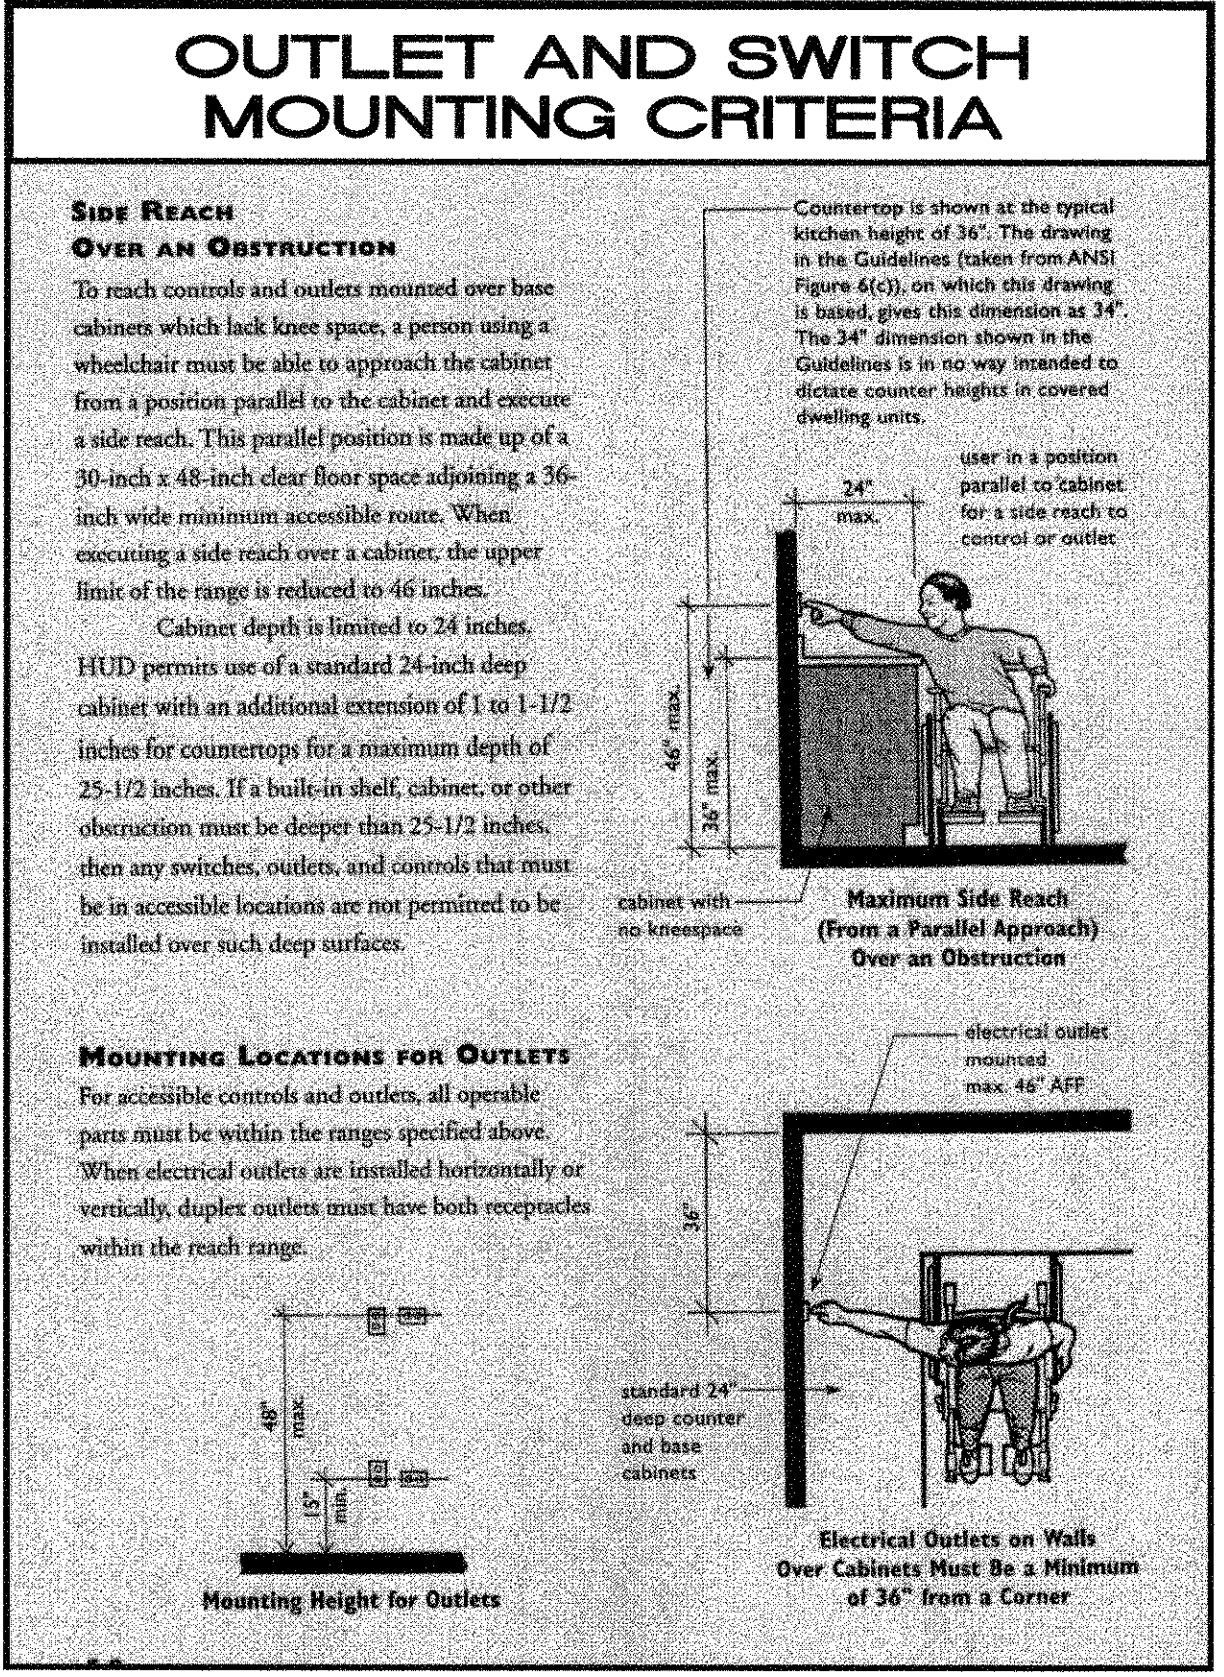 OUTLET AND SWITCH
MOUNTING CRITERIA
SIDE REACH
OVER AN OBSTRUCTION
To reach controls and outlets mounted over base
cabinets which lack knee space, a person using a
wheelchair must be able to approach the cabinet
from a position parallel to the cabinet and execute
a side reach. This parallel position is made up of a
30-inch x 48-inch clear floor space adjoining a 36-
inch wide minimum accessible route. When
executing a side reach over a cabinet, the upper
limit of the range is reduced to 46 inches.
Cabinet depth is limited to 24 inches.
HUD permits use of a standard 24-inch deep
cabinet with an additional extension of 1 to 1-1/2
inches for countertops for a maximum depth of
25-1/2 inches. If a built-in shelf, cabinet, or other
obstruction must be deeper than 25-1/2 inches,
then any switches, outlets, and controls that must
be in accessible locations are not permitted to be
installed over such deep surfaces.
Countertop is shown at the typical
kitchen height of 36". The drawing
in the Guidelines (taken from ANSI
Figure 6(c)), on which this drawing
is based, gives this dimension as 34".
The 34" dimension shown in the
Guidelines is in no way intended to
dictate counter heights in covered
dwelling units.
user in a position
parallel to cabinet
for a side reach to
control or outlet
24"
max.
46" max.
36" max.
cabinet with
no kneespace
Maximum Side Reach
(From a Parallel Approach)
Over an Obstruction
MOUNTING LOCATIONS FOR OUTLETS
For accessible controls and outlets, all operable
parts must be within the ranges specified above.
When electrical outlets are installed horizontally or
vertically, duplex outlets must have both receptacles
within the reach range.
48"
max.
15"
min.
Mounting Height for Outlets
electrical outlet
mounted
max. 46" AFF
36"
standard 24"
deep counter
and base
cabinets
Electrical Outlets on Walls
Over Cabinets Must Be a Minimum
of 36" from a Corner